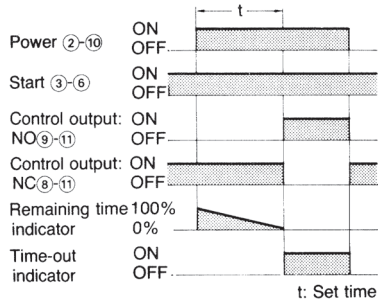 t
Power ②-⑩ ON
OFF
Start ③-⑥ ON
OFF
Control output: ON
NO⑨-⑪ OFF
Control output: ON
NC⑧-⑪ OFF
Remaining time 100%
indicator 0%
Time-out ON
indicator OFF
t: Set time